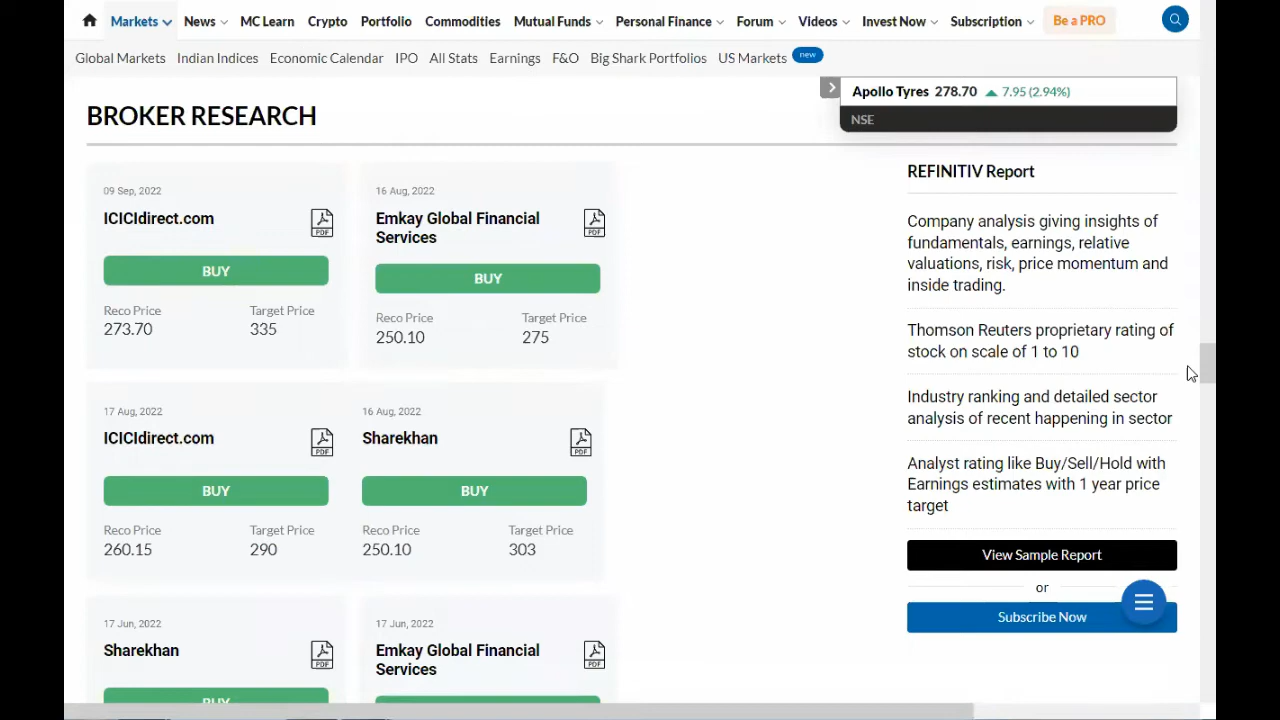 Markets News MC Learn Crypto Portfolio Commodities Mutual Funds Personal Finance Forum Videos Invest Now Subscription Be a PRO
Global Markets Indian Indices Economic Calendar IPO All Stats Earnings F&O Big Shark Portfolios US Markets new
Apollo Tyres 278.70 7.95 (2.94%)
NSE
BROKER RESEARCH
09 Sep, 2022
ICICIdirect.com
PDF
BUY
Reco Price Target Price
273.70 335
16 Aug, 2022
Emkay Global Financial
Services
PDF
BUY
Reco Price Target Price
250.10 275
17 Aug, 2022
ICICIdirect.com
PDF
BUY
Reco Price Target Price
260.15 290
16 Aug, 2022
Sharekhan
PDF
BUY
Reco Price Target Price
250.10 303
17 Jun, 2022
Sharekhan
PDF
BUY
17 Jun, 2022
Emkay Global Financial
Services
PDF
REFINITIV Report
Company analysis giving insights of
fundamentals, earnings, relative
valuations, risk, price momentum and
inside trading.
Thomson Reuters proprietary rating of
stock on scale of 1 to 10
Industry ranking and detailed sector
analysis of recent happening in sector
Analyst rating like Buy/Sell/Hold with
Earnings estimates with 1 year price
target
View Sample Report
or
Subscribe Now